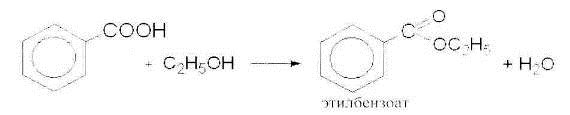 COOH O
C
+ C₂H₅OH OC₂H₅ + H₂O
этилбензоат